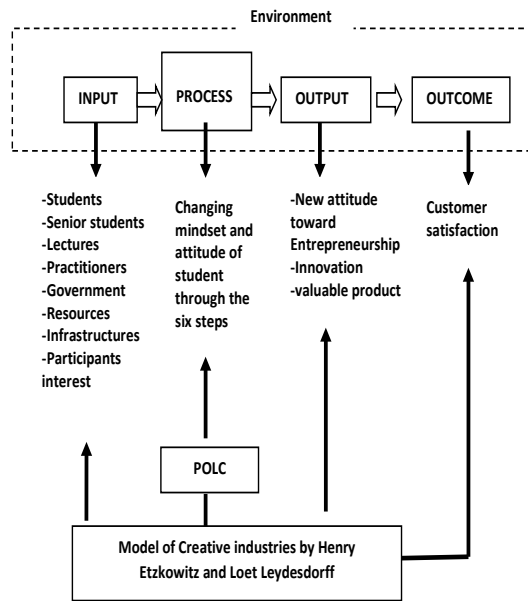 Environment
INPUT
PROCESS
OUTPUT
OUTCOME
-Students
-Senior students
-Lectures
-Practitioners
-Government
-Resources
-Infrastructures
-Participants
interest
Changing
mindset and
attitude of
student
through the
six steps
-New attitude
toward
Entrepreneurship
-Innovation
-valuable product
Customer
satisfaction
POLC
Model of Creative industries by Henry
Etzkowitz and Loet Leydesdorff